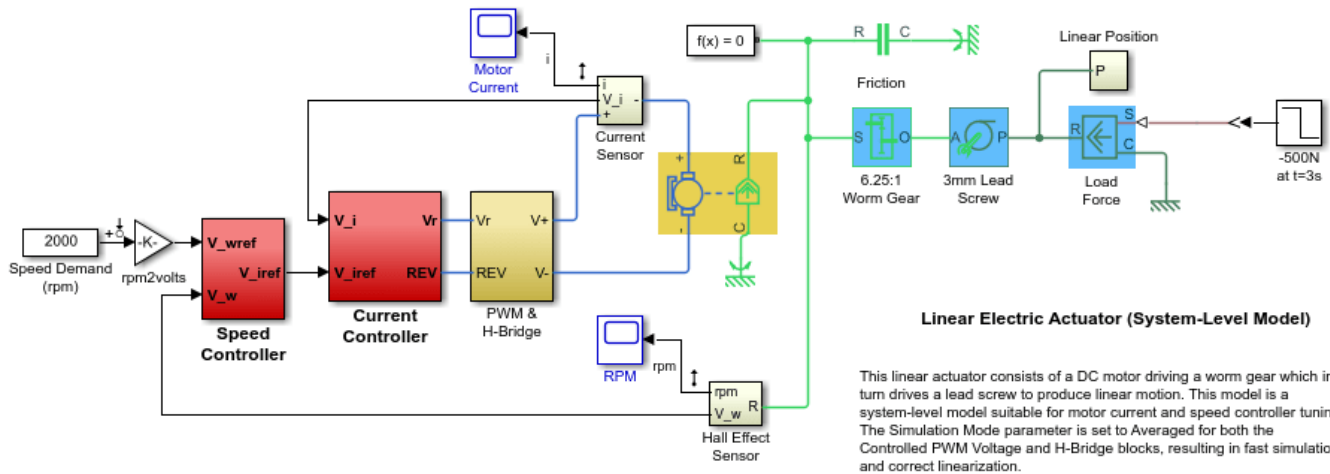 Motor
Current
i
i
V_i
-
+
Current
Sensor
f(x) = 0
R
C
Friction
Linear Position
P
S
O
6.25:1
Worm Gear
A
P
3mm Lead
Screw
R
S
C
Load
Force
-500N
at t=3s
+
-
R
C
2000
Speed Demand
(rpm)
+
-K-
rpm2volts
V_wref
V_iref
V_w
Speed
Controller
V_i
Vr
V_iref
REV
Current
Controller
Vr
V+
REV
V-
PWM &
H-Bridge
RPM
rpm
rpm
V_w
R
Hall Effect
Sensor
Linear Electric Actuator (System-Level Model)
This linear actuator consists of a DC motor driving a worm gear which in
turn drives a lead screw to produce linear motion. This model is a
system-level model suitable for motor current and speed controller tunin
The Simulation Mode parameter is set to Averaged for both the
Controlled PWM Voltage and H-Bridge blocks, resulting in fast simulatio
and correct linearization.